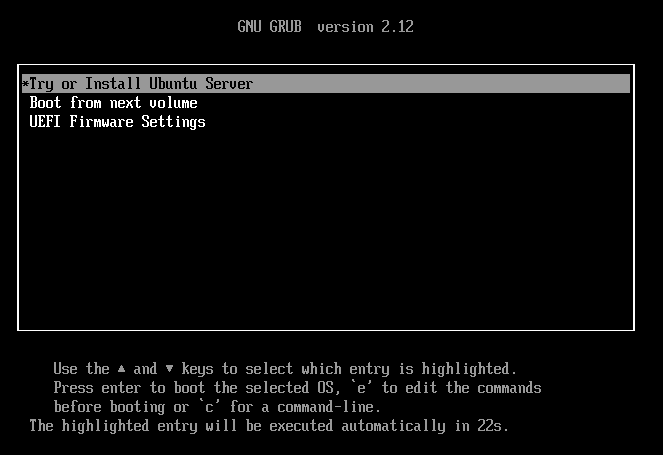 GNU GRUB  version 2.12
*Try or Install Ubuntu Server
Boot from next volume
UEFI Firmware Settings
Use the ▲ and ▼ keys to select which entry is highlighted.
Press enter to boot the selected OS, `e' to edit the commands
before booting or `c' for a command-line.
The highlighted entry will be executed automatically in 22s.